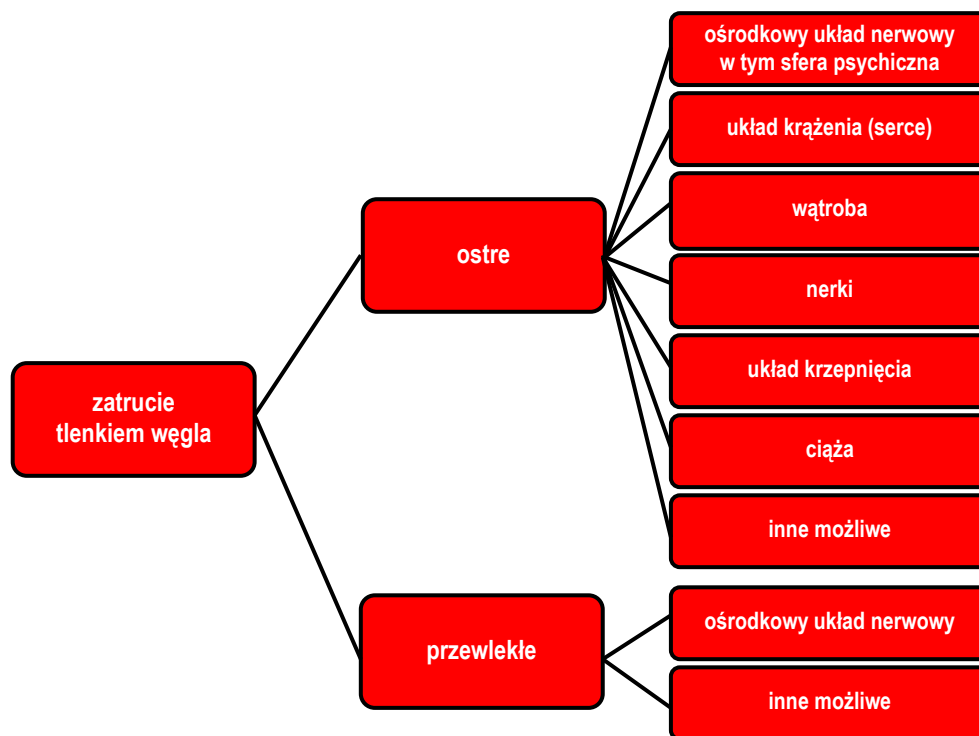 ośrodkowy układ nerwowy
w tym sfera psychiczna
układ krążenia (serce)
wątroba
ostre
nerki
układ krzepnięcia
zatrucie
tlenkiem węgla
ciąża
inne możliwe
ośrodkowy układ nerwowy
przewlekłe
inne możliwe